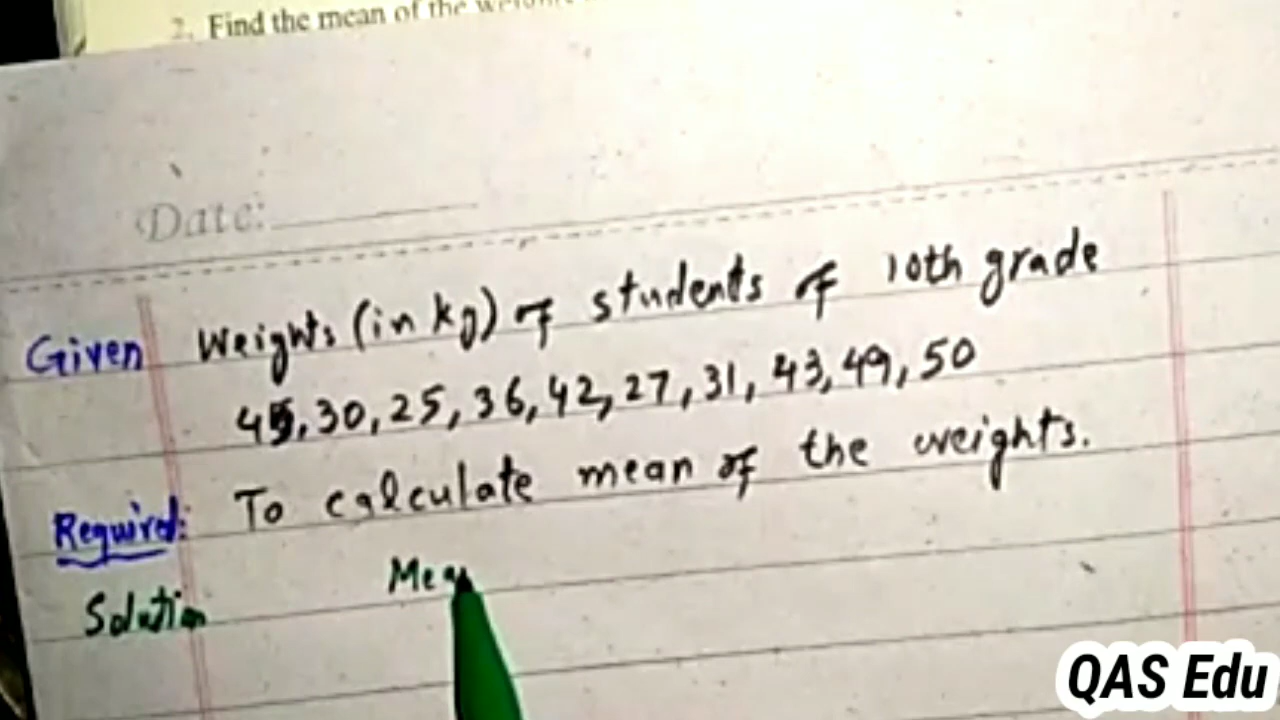 2. Find the mean of the
Date:
Given Weights (in kg) of students of 10th grade
45, 30, 25, 36, 42, 27, 31, 43, 49, 50
Required: To calculate mean of the weights.
Solution Mea
QAS Edu